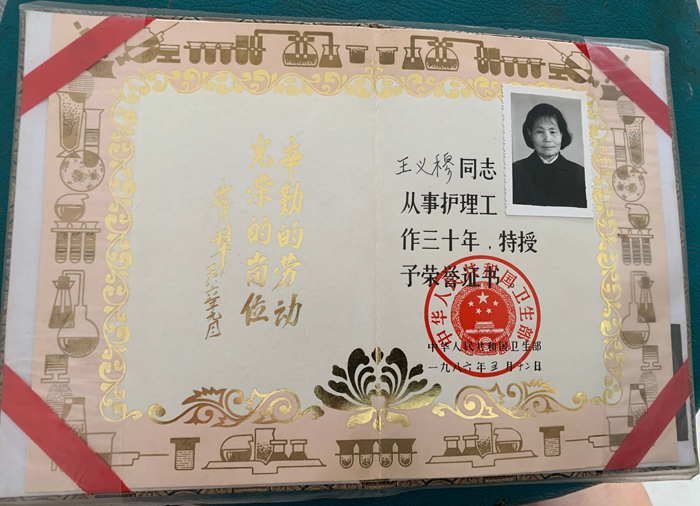 辛勤的劳动
光荣的岗位
王义穆同志
从事护理工
作三十年，特授
予荣誉证书
中华人民共和国卫生部
中华人民共和国卫生部
一九八六年五月十二日